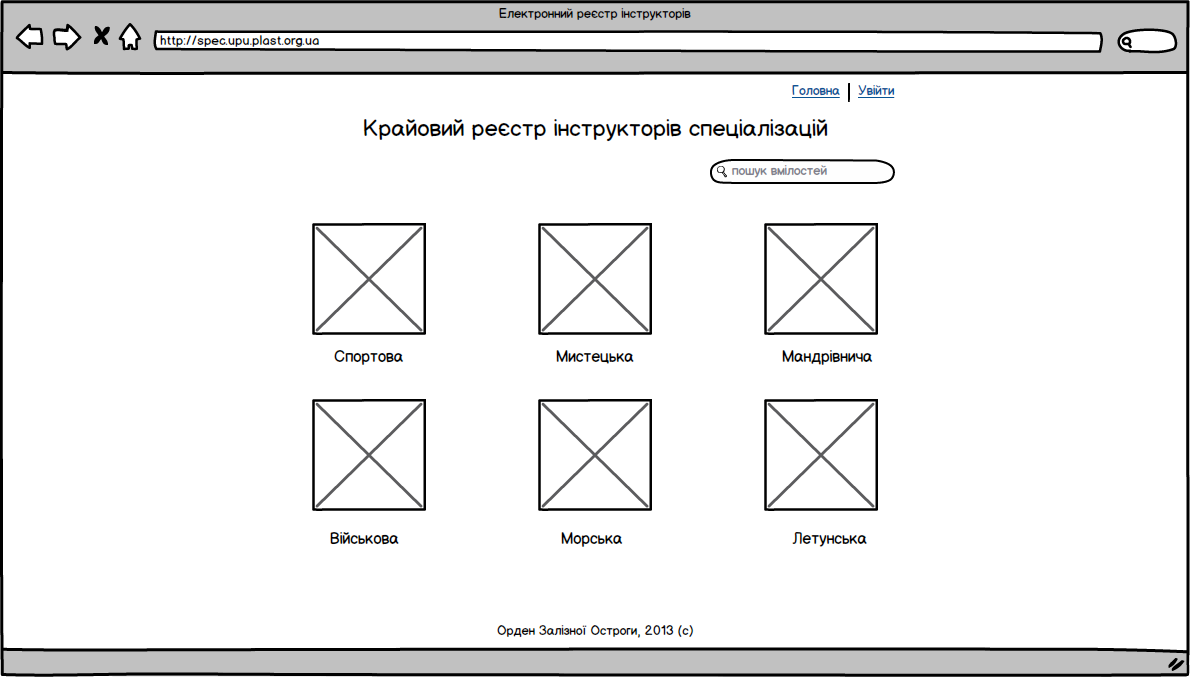 Електронний реєстр інструкторів
http://spec.upu.plast.org.ua
Головна | Увійти
Крайовий реєстр інструкторів спеціалізацій
пошук вмілостей
Спортова Мистецька Мандрівнича
Військова Морська Летунська
Орден Залізної Остроги, 2013 (c)